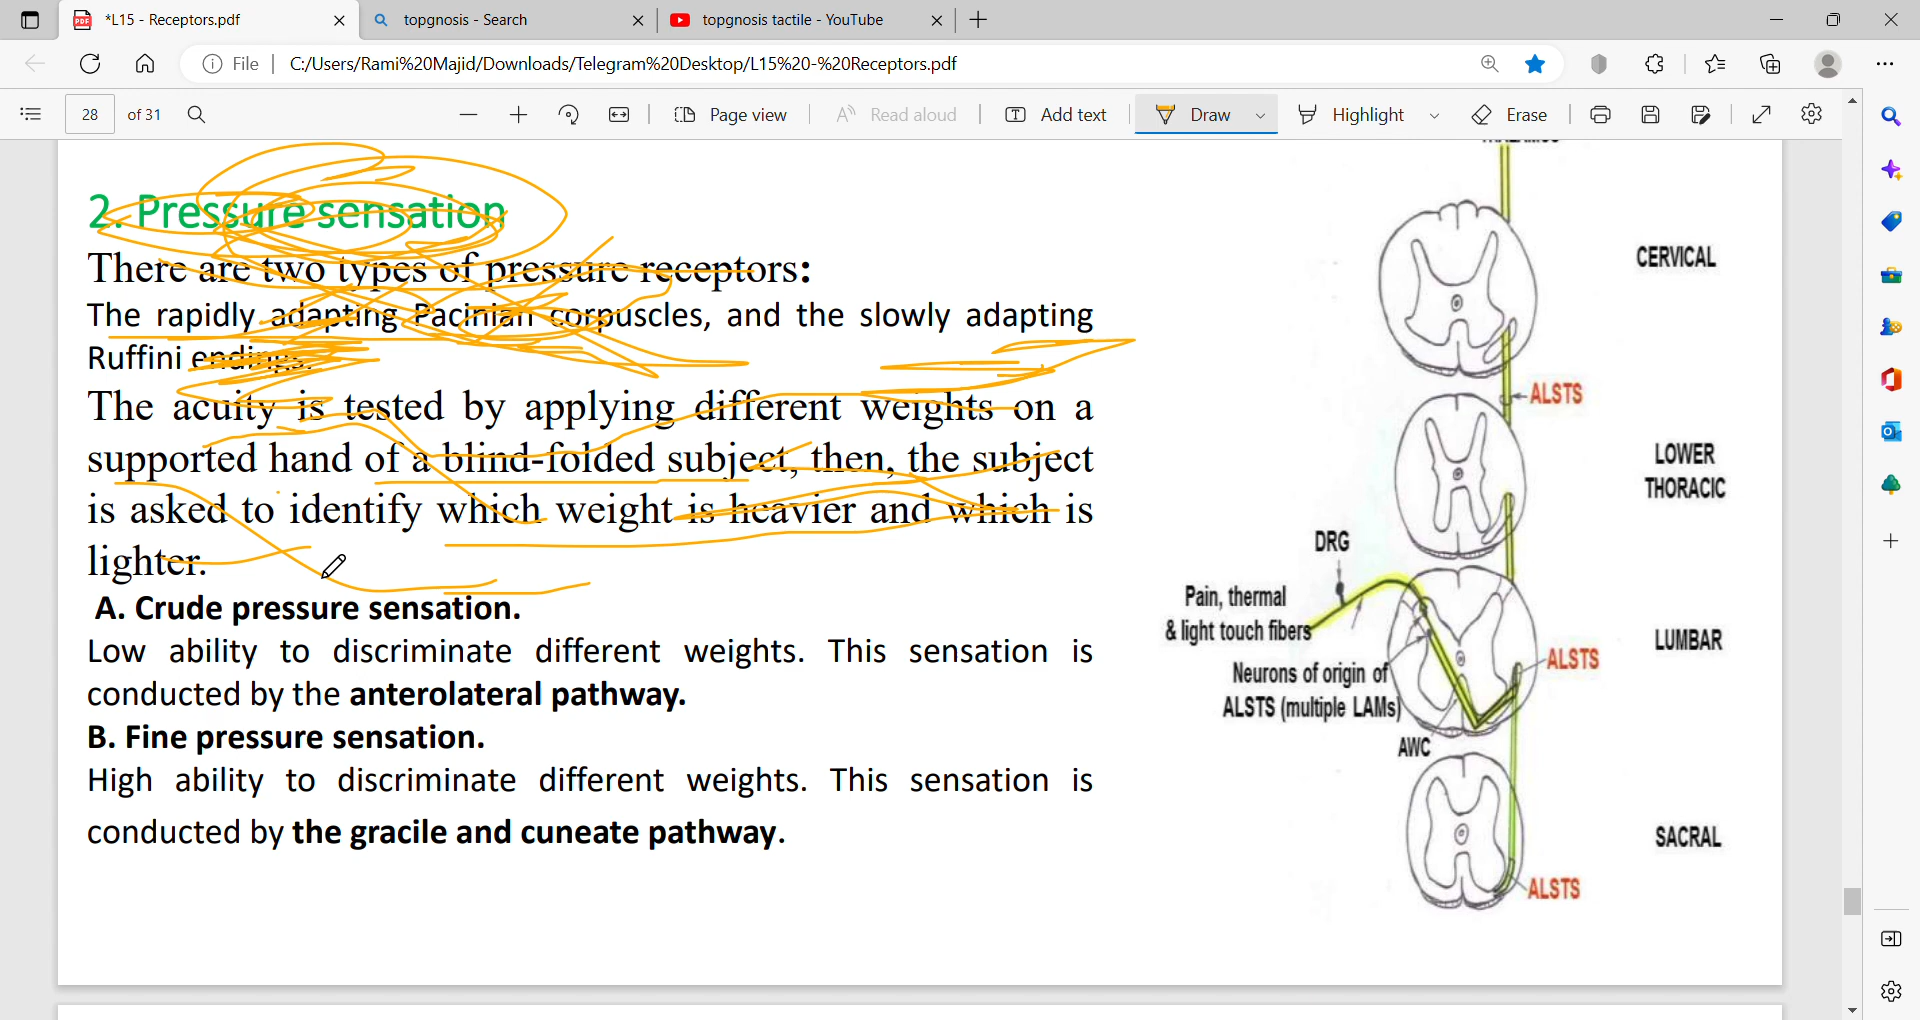 *L15 - Receptors.pdf
topgnosis - Search
topgnosis tactile - YouTube
File
C:/Users/Rami%20Majid/Downloads/Telegram%20Desktop/L15%20-%20Receptors.pdf
28 of 31
Page view
Read aloud
Add text
Draw
Highlight
Erase
2. Pressure sensation
There are two types of pressure receptors:
The rapidly adapting Pacinian corpuscles, and the slowly adapting
Ruffini endings.
The acuity is tested by applying different weights on a
supported hand of a blind-folded subject, then, the subject
is asked to identify which weight is heavier and which is
lighter.
A. Crude pressure sensation.
Low ability to discriminate different weights. This sensation is
conducted by the anterolateral pathway.
B. Fine pressure sensation.
High ability to discriminate different weights. This sensation is
conducted by the gracile and cuneate pathway.
CERVICAL
ALSTS
LOWER
THORACIC
DRG
Pain, thermal
& light touch fibers
LUMBAR
ALSTS
Neurons of origin of
ALSTS (multiple LAMs)
AWC
SACRAL
ALSTS